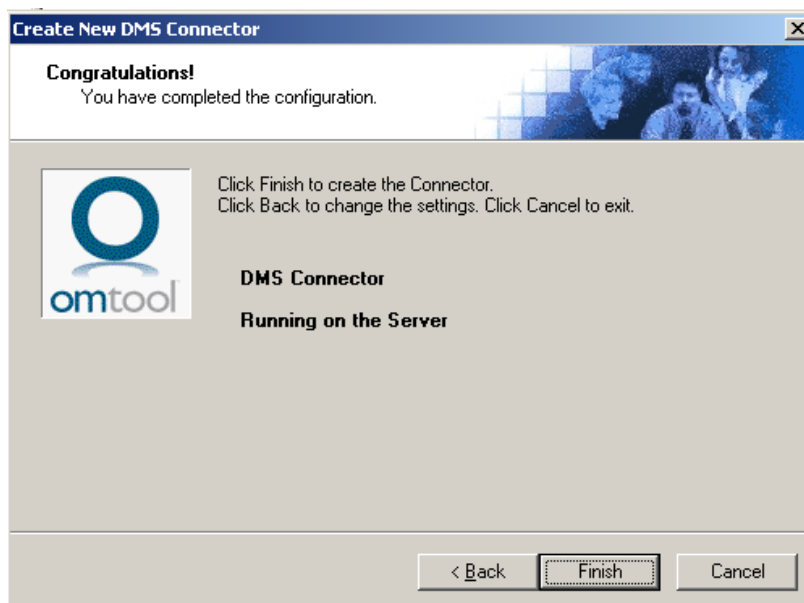 Create New DMS Connector
Congratulations!
You have completed the configuration.
Click Finish to create the Connector.
Click Back to change the settings. Click Cancel to exit.
omtool
DMS Connector
Running on the Server
< Back
Finish
Cancel